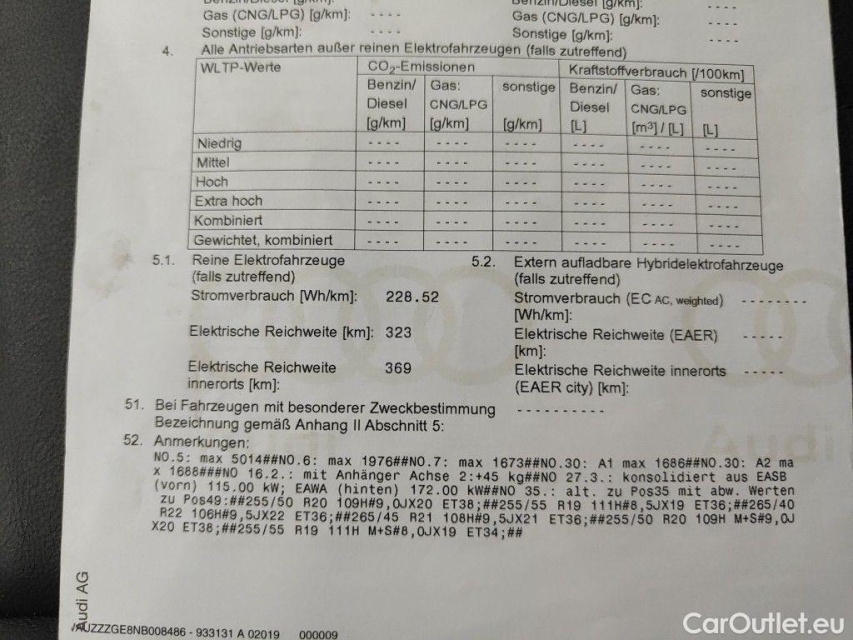 Benzin/Diesel [g/km]: Benzin/Diesel [g/km]: - - - -
Gas (CNG/LPG) [g/km]: - - - - Gas (CNG/LPG) [g/km]: - - - -
Sonstige [g/km]: - - - - Sonstige [g/km]: - - - -
4. Alle Antriebsarten außer reinen Elektrofahrzeugen (falls zutreffend)
WLTP-Werte CO2-Emissionen Kraftstoffverbrauch [/100km]
Benzin/ Gas: sonstige Benzin/ Gas: sonstige
Diesel CNG/LPG Diesel CNG/LPG
[g/km] [g/km] [g/km] [L] [m³] / [L] [L]
Niedrig - - - - - - - - - - - - - - - - - - - - - - - -
Mittel - - - - - - - - - - - - - - - - - - - - - - - -
Hoch - - - - - - - - - - - - - - - - - - - - - - - -
Extra hoch - - - - - - - - - - - - - - - - - - - - - - - -
Kombiniert - - - - - - - - - - - - - - - - - - - - - - - -
Gewichtet, kombiniert - - - - - - - - - - - - - - - - - - - - - - - -
5.1. Reine Elektrofahrzeuge 5.2. Extern aufladbare Hybridelektrofahrzeuge
(falls zutreffend) (falls zutreffend)
Stromverbrauch [Wh/km]: 228.52 Stromverbrauch (EC AC, weighted) - - - - - - - -
[Wh/km]:
Elektrische Reichweite [km]: 323 Elektrische Reichweite (EAER) - - - - -
[km]:
Elektrische Reichweite 369 Elektrische Reichweite innerorts - - - - -
innerorts [km]: (EAER city) [km]:
51. Bei Fahrzeugen mit besonderer Zweckbestimmung - - - - - - - - - -
Bezeichnung gemäß Anhang II Abschnitt 5:
52. Anmerkungen:
NO.5: max 5014##NO.6: max 1976##NO.7: max 1673##NO.30: A1 max 1686##NO.30: A2 ma
x 1688###NO 16.2.: mit Anhänger Achse 2:+45 kg##NO 27.3.: konsolidiert aus EASB
(vorn) 115.00 kW; EAWA (hinten) 172.00 kW##NO 35.: alt. zu Pos35 mit abw. Werten
zu Pos49:##255/50 R20 109H#9,0JX20 ET38;##255/55 R19 111H#8,5JX19 ET36;##265/40
R22 106H#9,5JX22 ET36;##265/45 R21 108H#9,5JX21 ET36;##255/50 R20 109H M+S#9,0J
X20 ET38;##255/55 R19 111H M+S#8,0JX19 ET34;##
Audi AG
AUZZZGE8NB008486 - 933131 A 02019 000009
CarOutlet.eu